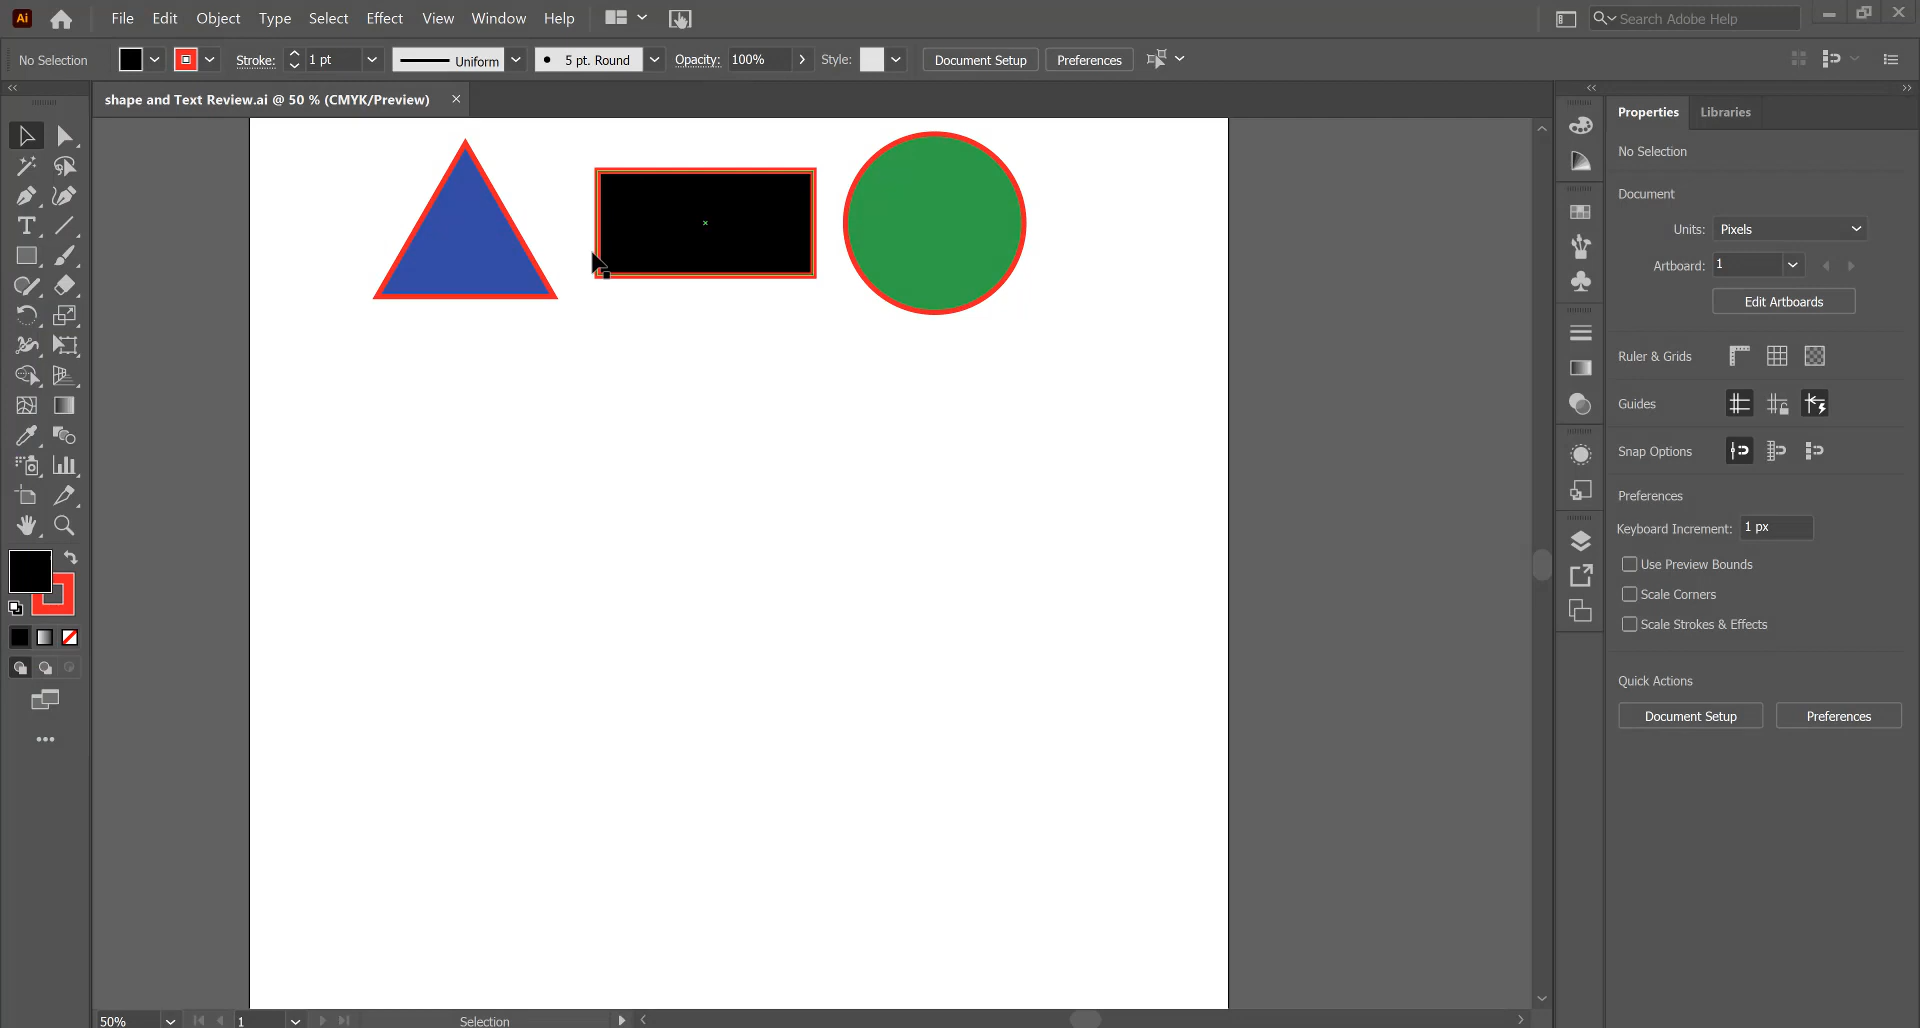 Ai File Edit Object Type Select Effect View Window Help Search Adobe Help
No Selection Stroke: 1 pt Uniform 5 pt. Round Opacity: 100% Style: Document Setup Preferences
shape and Text Review.ai @ 50 % (CMYK/Preview) ×
Properties Libraries
No Selection
Document
Units: Pixels
Artboard: 1
Edit Artboards
Ruler & Grids
Guides
Snap Options
Preferences
Keyboard Increment: 1 px
Use Preview Bounds
Scale Corners
Scale Strokes & Effects
Quick Actions
Document Setup Preferences
50% 1 Selection